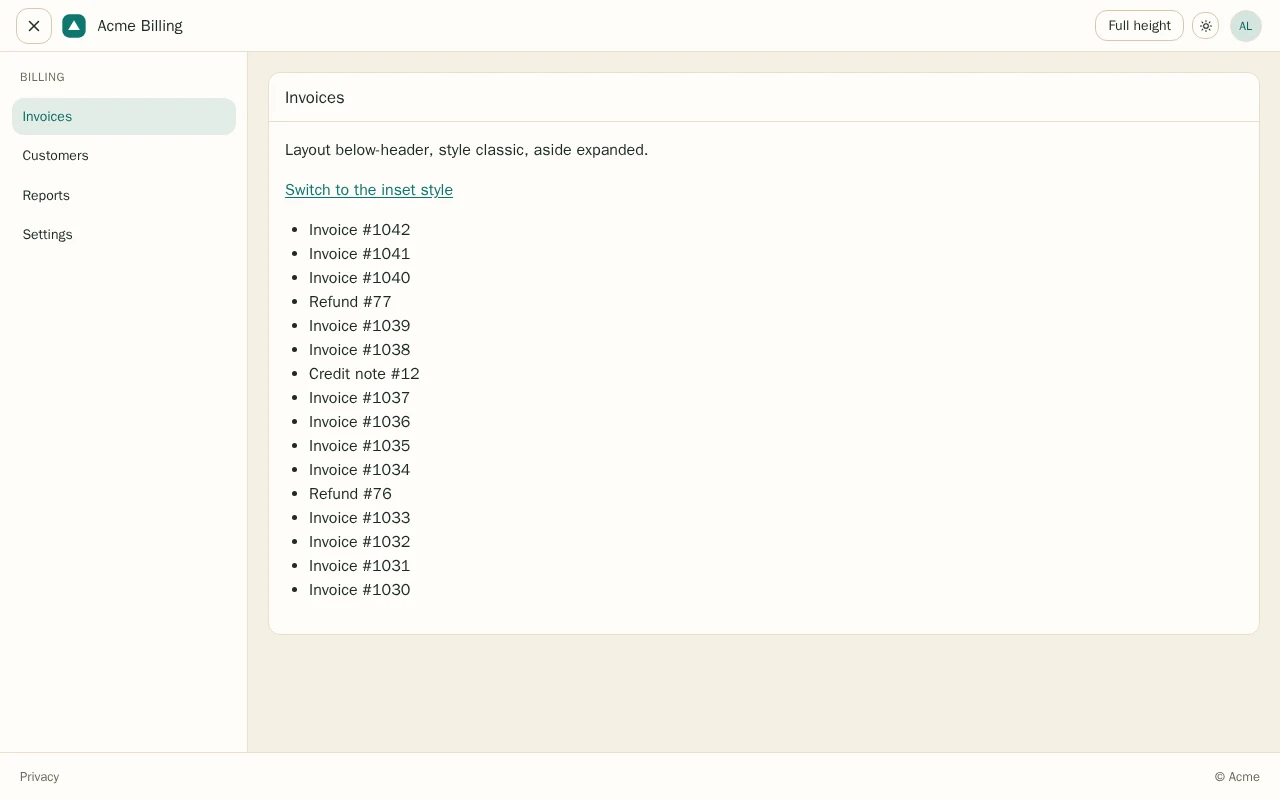 Acme Billing
Full height
AL
BILLING
Invoices
Customers
Reports
Settings
Invoices
Layout below-header, style classic, aside expanded.
Switch to the inset style
Invoice #1042
Invoice #1041
Invoice #1040
Refund #77
Invoice #1039
Invoice #1038
Credit note #12
Invoice #1037
Invoice #1036
Invoice #1035
Invoice #1034
Refund #76
Invoice #1033
Invoice #1032
Invoice #1031
Invoice #1030
Privacy
© Acme